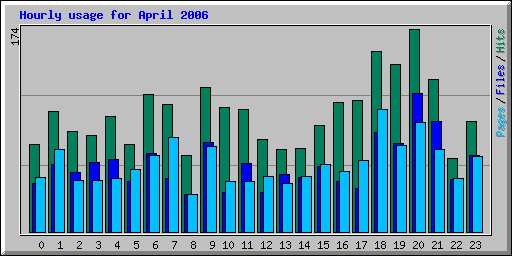 Hourly usage for April 2006
174
Pages/Files/Hits
0 1 2 3 4 5 6 7 8 9 10 11 12 13 14 15 16 17 18 19 20 21 22 23